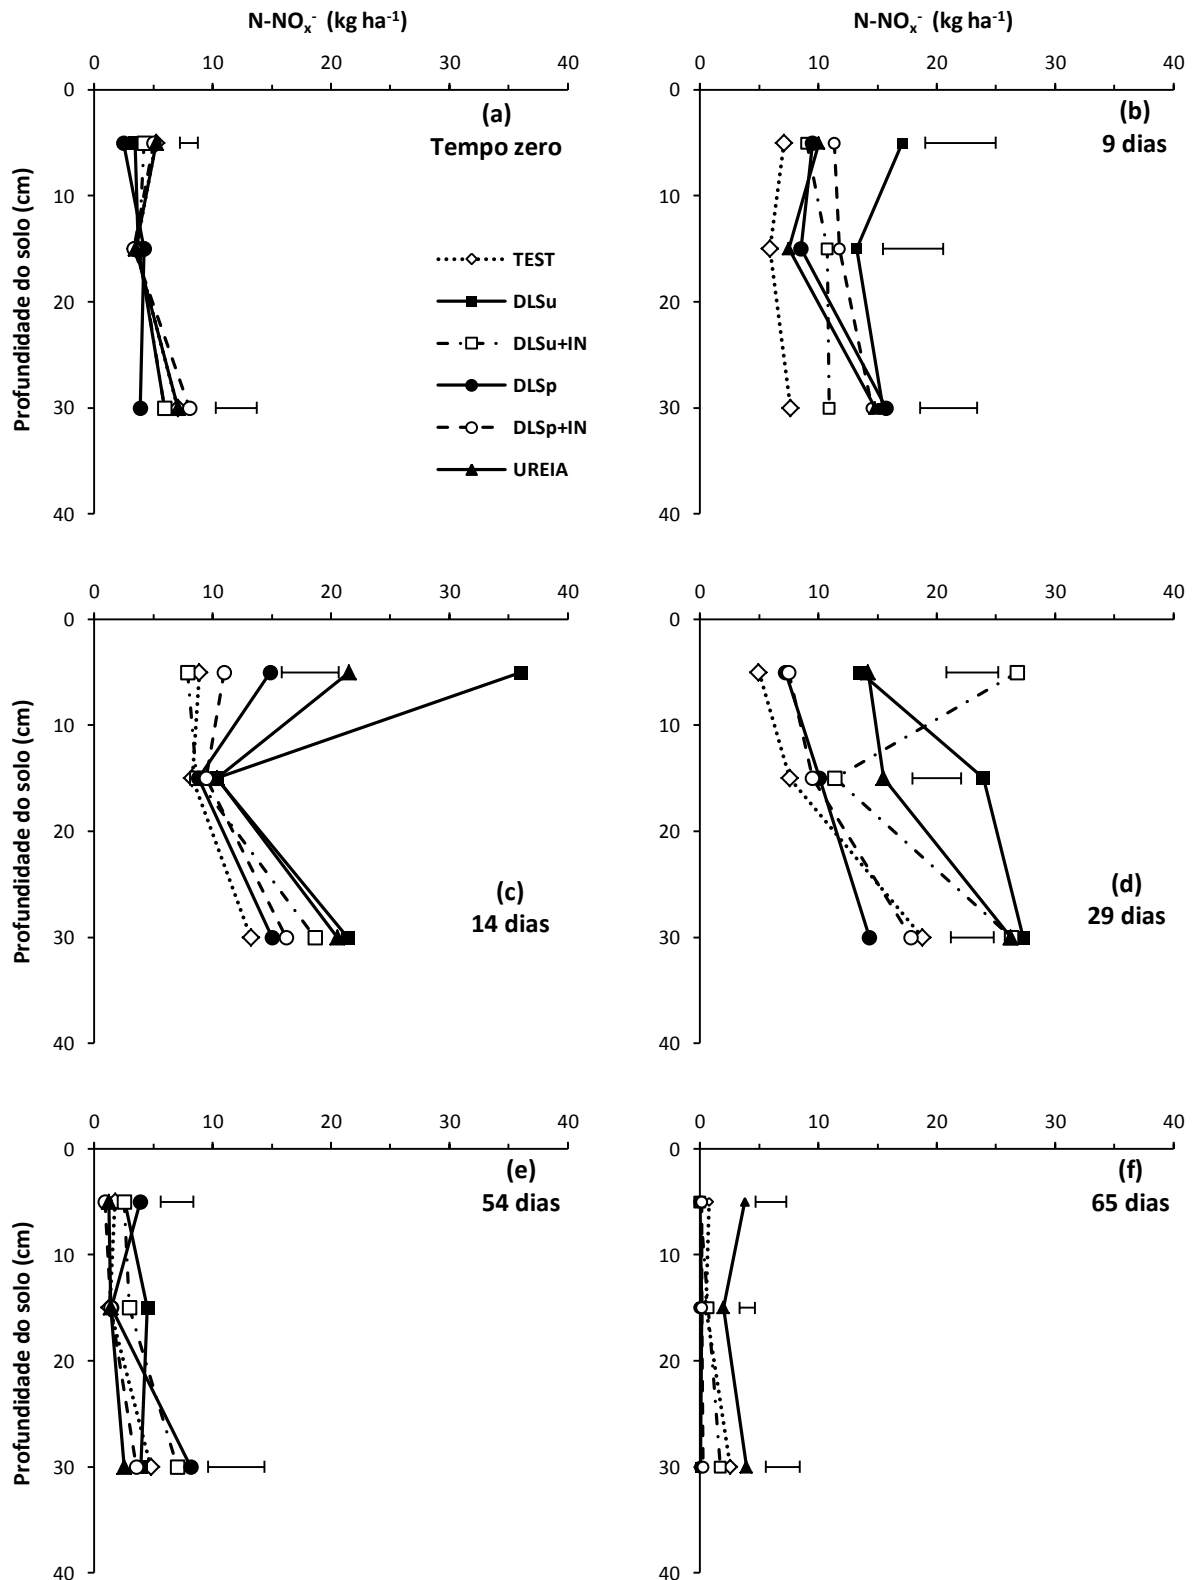 N-NOx- (kg ha-1)
N-NOx- (kg ha-1)
0 10 20 30 40
0 10 20 30 40
0
10
20
30
40
Profundidade do solo (cm)
(a)
Tempo zero
TEST
DLSu
DLSu+IN
DLSp
DLSp+IN
UREIA
0
10
20
30
40
(b)
9 dias
0 10 20 30 40
0
10
20
30
40
(c)
14 dias
0 10 20 30 40
0
10
20
30
40
(d)
29 dias
0 10 20 30 40
0
10
20
30
40
Profundidade do solo (cm)
(e)
54 dias
0 10 20 30 40
0
10
20
30
40
(f)
65 dias